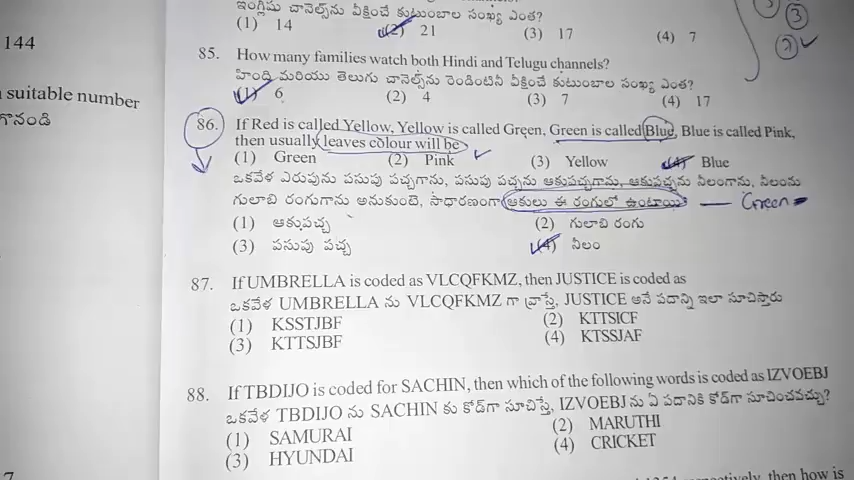 144
suitable number
గొనండి
ఇంగ్లీషు చానెల్స్‌ను వీక్షించే కుటుంబాల సంఖ్య ఎంత?
(1) 14 (2) 21 (3) 17 (4) 7
85. How many families watch both Hindi and Telugu channels?
హిందీ మరియు తెలుగు చానెల్స్‌ను రెండింటినీ వీక్షించే కుటుంబాల సంఖ్య ఎంత?
(1) 6 (2) 4 (3) 7 (4) 17
86. If Red is called Yellow, Yellow is called Green, Green is called Blue, Blue is called Pink,
then usually leaves colour will be
(1) Green (2) Pink (3) Yellow (4) Blue
ఒకవేళ ఎరుపును పసుపు పచ్చగాను, పసుపు పచ్చను ఆకుపచ్చగాను, ఆకుపచ్చను నీలంగాను, నీలంను
గులాబి రంగుగాను అనుకుంటె, సాధారణంగా ఆకులు ఈ రంగులో ఉంటాయి — Green
(1) ఆకుపచ్చ (2) గులాబి రంగు
(3) పసుపు పచ్చ (4) నీలం
87. If UMBRELLA is coded as VLCQFKMZ, then JUSTICE is coded as
ఒకవేళ UMBRELLA ను VLCQFKMZ గా వ్రాస్తే, JUSTICE అనే పదాన్ని ఇలా సూచిస్తారు
(1) KSSTJBF (2) KTTSICF
(3) KTTSJBF (4) KTSSJAF
88. If TBDIJO is coded for SACHIN, then which of the following words is coded as IZVOEBJ
ఒకవేళ TBDIJO ను SACHIN కు కోడ్‌గా సూచిస్తే, IZVOEBJ ను ఏ పదానికి కోడ్‌గా సూచించవచ్చు?
(1) SAMURAI (2) MARUTHI
(3) HYUNDAI (4) CRICKET
respectively, then how is
7